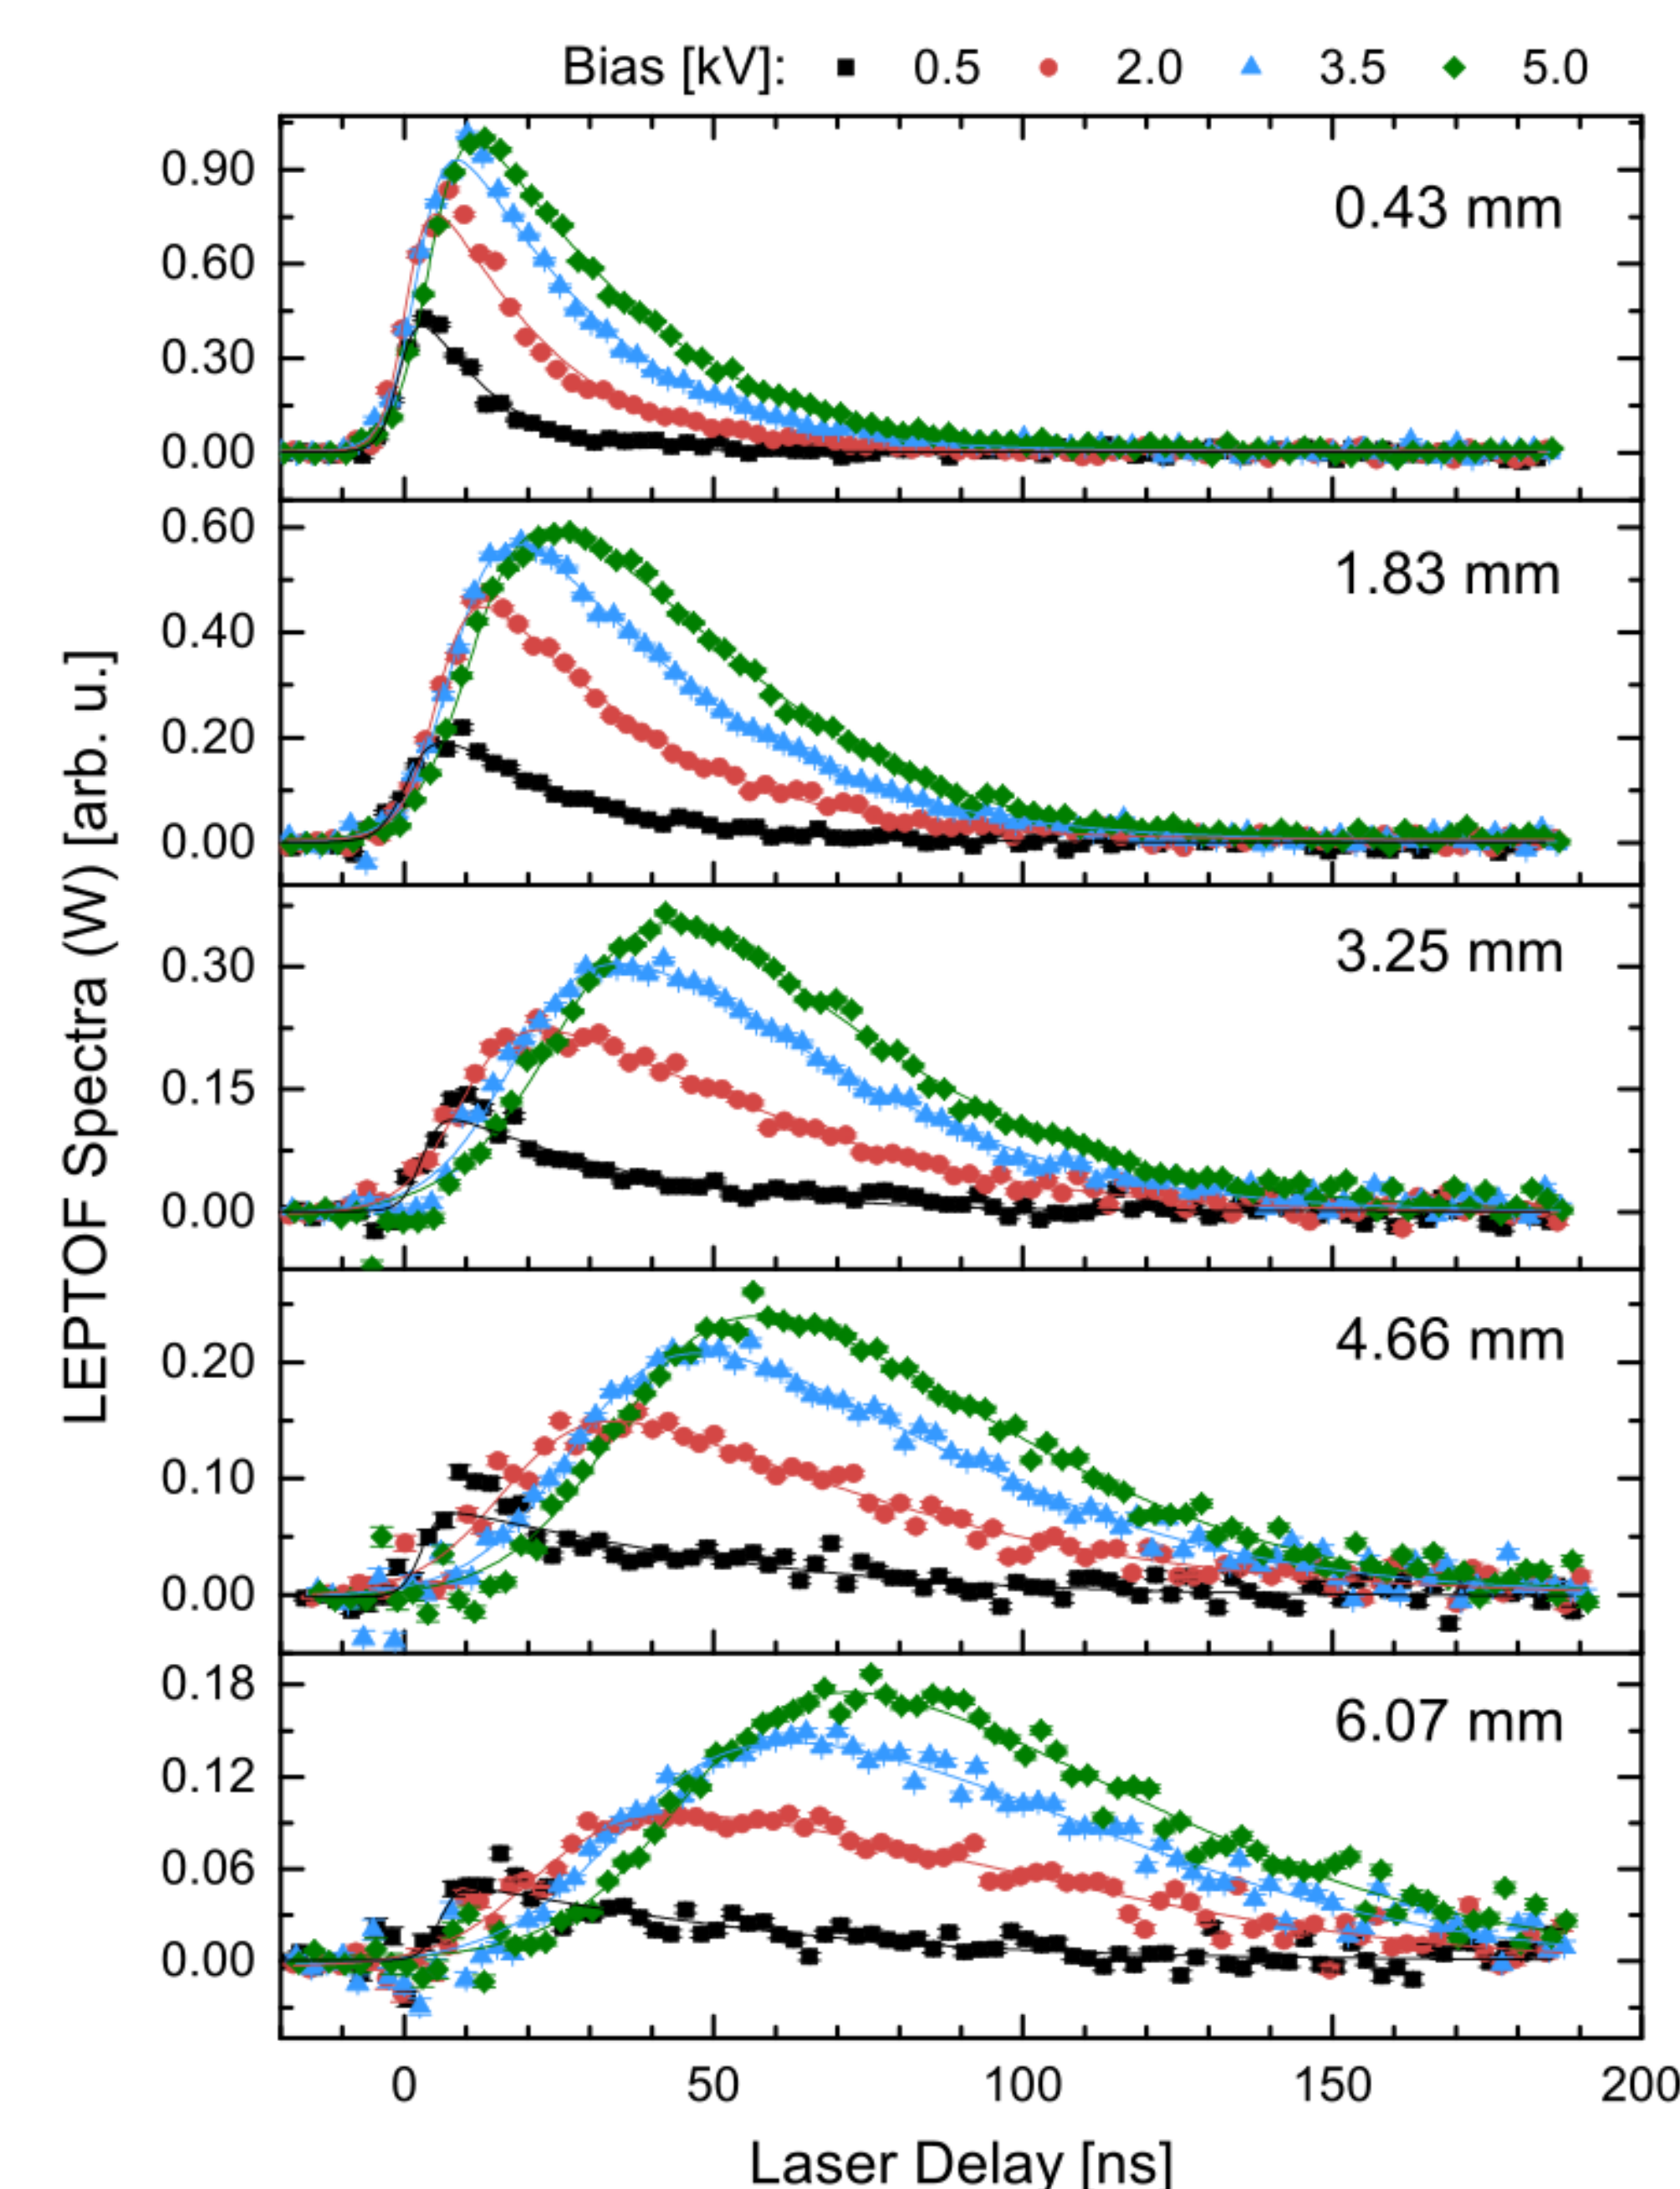 Bias [kV]: 0.5 2.0 3.5 5.0
0.90
0.60
0.30
0.00
0.43 mm
0.60
0.40
0.20
0.00
1.83 mm
0.30
0.15
0.00
3.25 mm
0.20
0.10
0.00
4.66 mm
0.18
0.12
0.06
0.00
6.07 mm
LEPTOF Spectra (W) [arb. u.]
0 50 100 150 200
Laser Delay [ns]